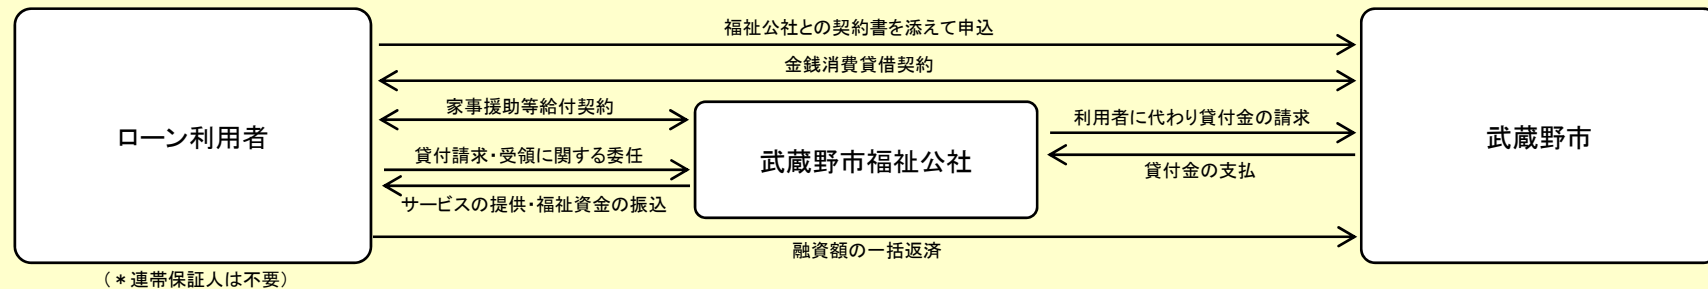 福祉公社との契約書を添えて申込
金銭消費貸借契約
家事援助等給付契約
利用者に代わり貸付金の請求
ローン利用者
武蔵野市福祉公社
武蔵野市
貸付請求・受領に関する委任
貸付金の支払
サービスの提供・福祉資金の振込
融資額の一括返済
(＊連帯保証人は不要)